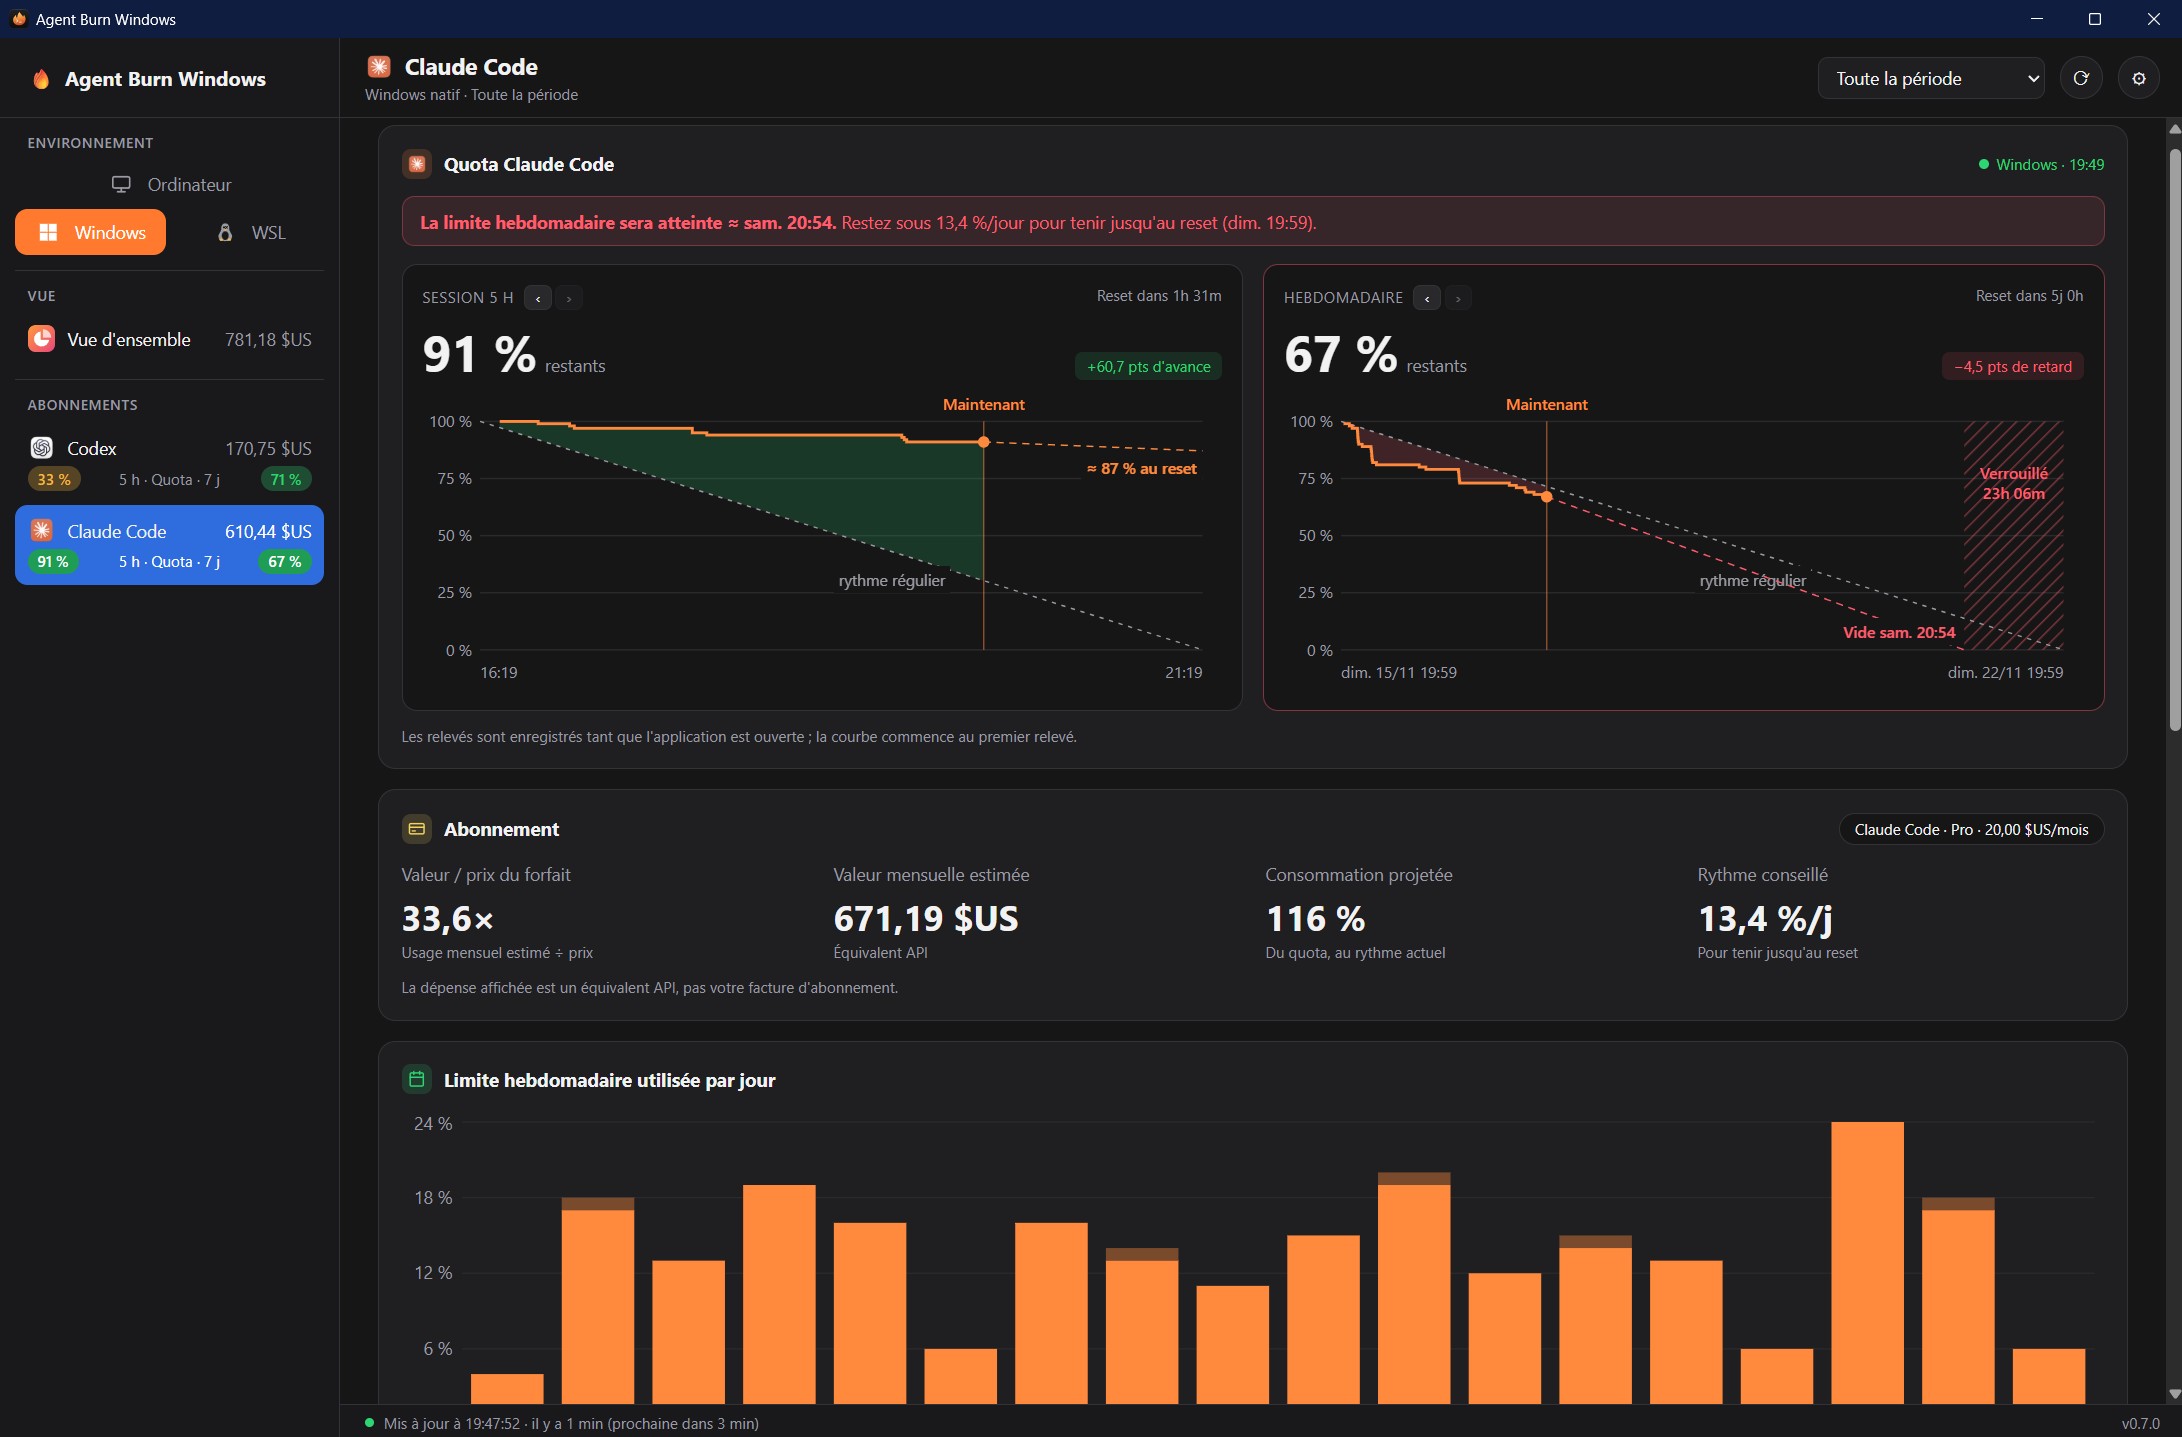 Agent Burn Windows
Agent Burn Windows
ENVIRONNEMENT
Ordinateur
Windows
WSL
VUE
Vue d'ensemble 781,18 $US
ABONNEMENTS
Codex 170,75 $US
33 % 5 h · Quota · 7 j 71 %
Claude Code 610,44 $US
91 % 5 h · Quota · 7 j 67 %
Claude Code
Windows natif · Toute la période
Toute la période
Quota Claude Code
Windows · 19:49
La limite hebdomadaire sera atteinte ≈ sam. 20:54. Restez sous 13,4 %/jour pour tenir jusqu'au reset (dim. 19:59).
SESSION 5 H ‹ ›
Reset dans 1h 31m
91 % restants
+60,7 pts d'avance
Maintenant
100 %
75 %
50 %
25 %
0 %
≈ 87 % au reset
rythme régulier
16:19
21:19
HEBDOMADAIRE ‹ ›
Reset dans 5j 0h
67 % restants
−4,5 pts de retard
Maintenant
100 %
75 %
50 %
25 %
0 %
Verrouillé
23h 06m
rythme régulier
Vide sam. 20:54
dim. 15/11 19:59
dim. 22/11 19:59
Les relevés sont enregistrés tant que l'application est ouverte ; la courbe commence au premier relevé.
Abonnement
Claude Code · Pro · 20,00 $US/mois
Valeur / prix du forfait
33,6×
Usage mensuel estimé ÷ prix
Valeur mensuelle estimée
671,19 $US
Équivalent API
Consommation projetée
116 %
Du quota, au rythme actuel
Rythme conseillé
13,4 %/j
Pour tenir jusqu'au reset
La dépense affichée est un équivalent API, pas votre facture d'abonnement.
Limite hebdomadaire utilisée par jour
24 %
18 %
12 %
6 %
Mis à jour à 19:47:52 · il y a 1 min (prochaine dans 3 min)
v0.7.0